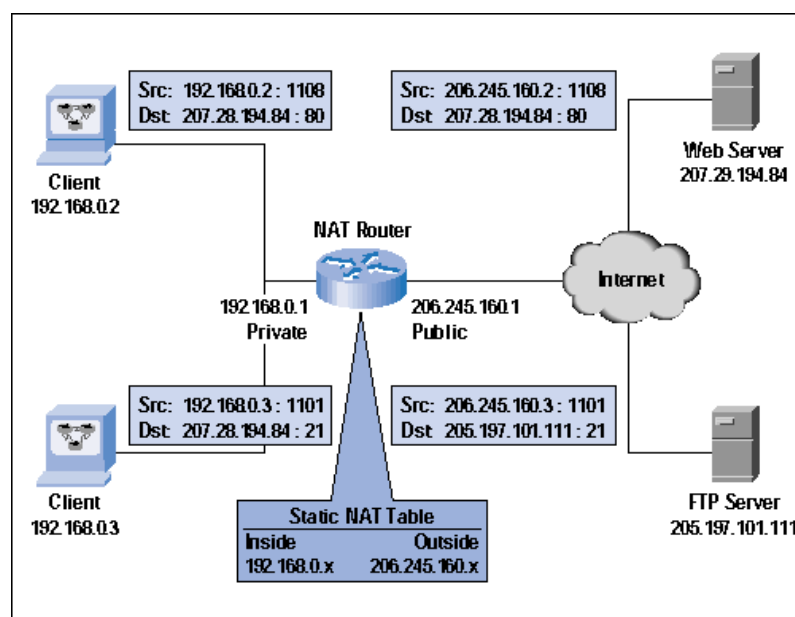 Src: 192.168.0.2 : 1108
Dst: 207.28.194.84 : 80
Src: 206.245.160.2 : 1108
Dst: 207.28.194.84 : 80
Client
192.168.0.2
Web Server
207.29.194.84
NAT Router
Internet
192.168.0.1
Private
206.245.160.1
Public
Src: 192.168.0.3 : 1101
Dst: 207.28.194.84 : 21
Src: 206.245.160.3 : 1101
Dst: 205.197.101.111 : 21
Client
192.168.0.3
FTP Server
205.197.101.111
Static NAT Table
Inside Outside
192.168.0.x 206.245.160.x